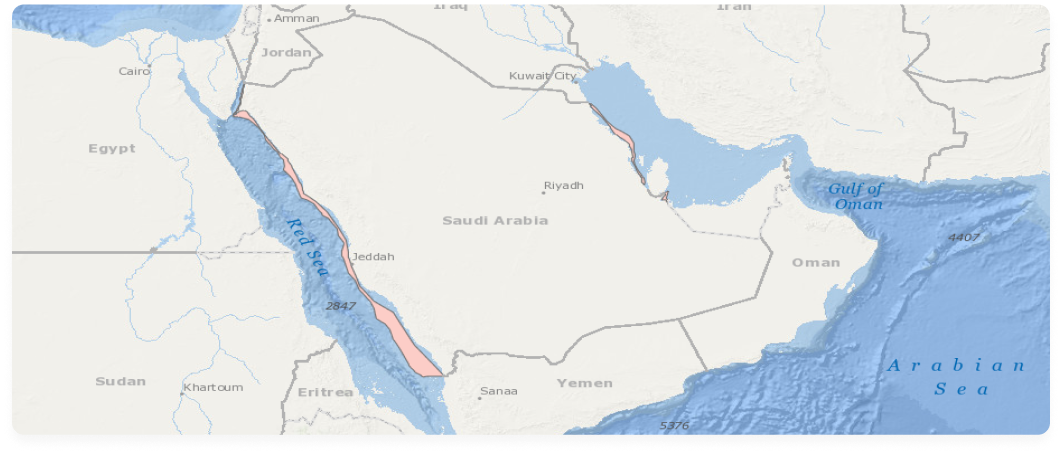 Iraq
Iran
Amman
Jordan
Cairo
Kuwait City
Egypt
Riyadh
Gulf of
Oman
Saudi Arabia
Red Sea
4407
Jeddah
Oman
2847
Arabian
Sea
Sudan
Khartoum
Eritrea
Sanaa
Yemen
5376